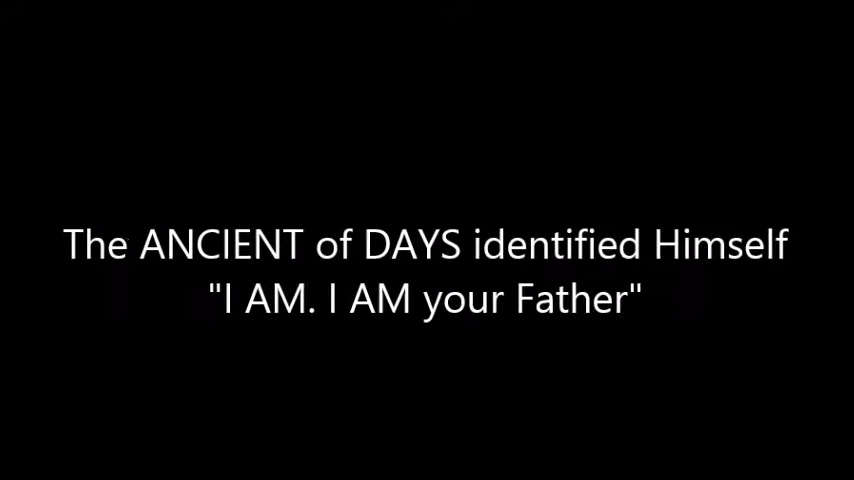 The ANCIENT of DAYS identified Himself
"I AM. I AM your Father"